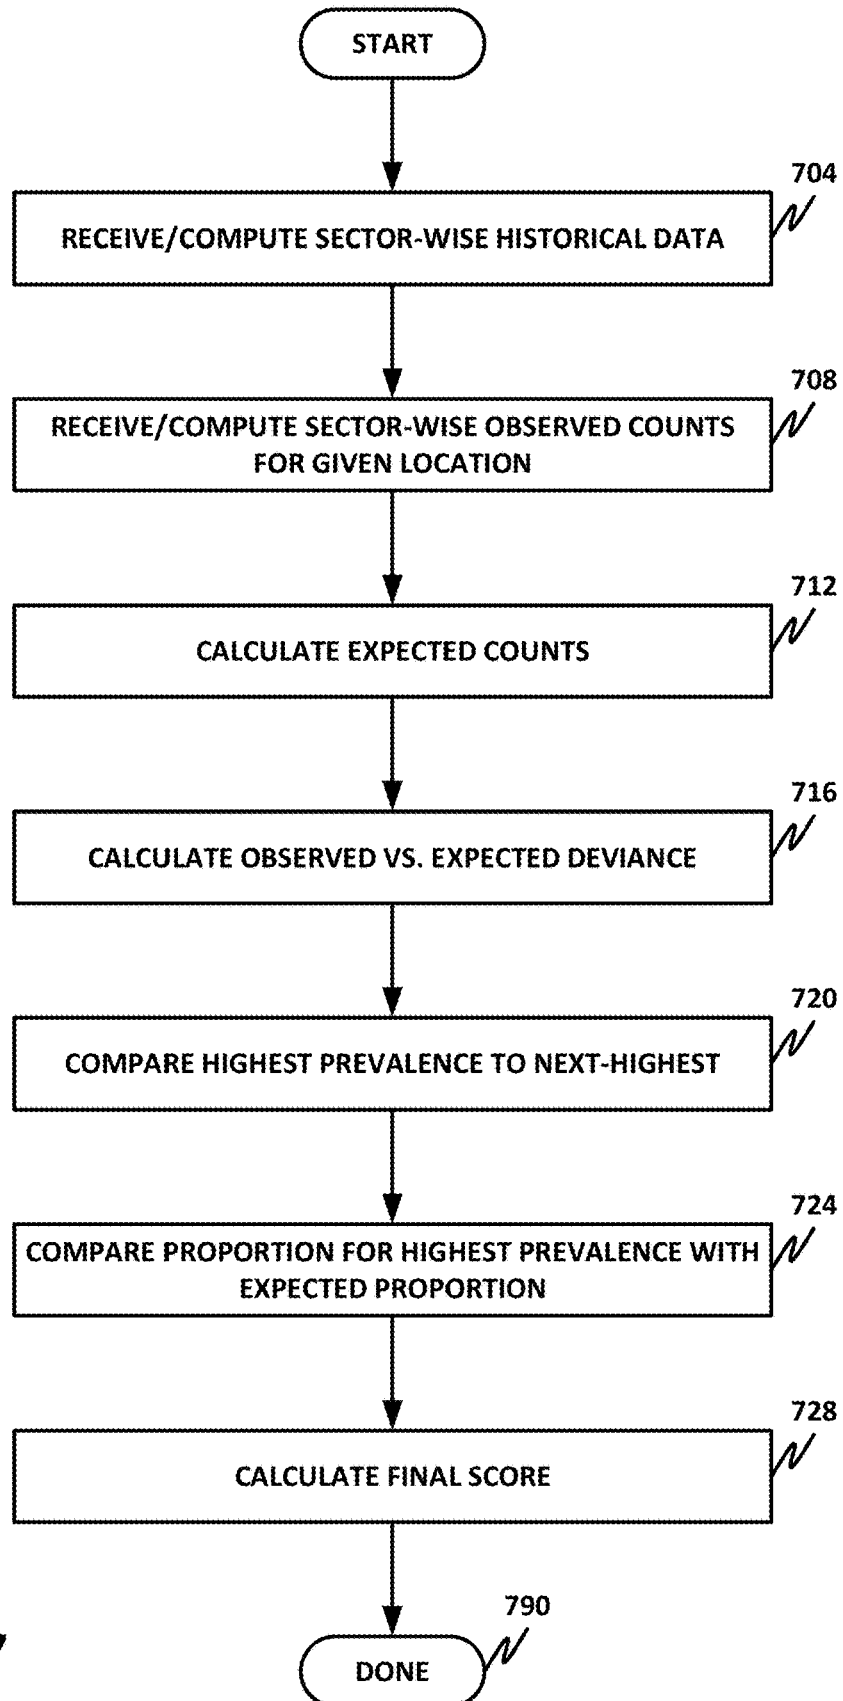 START
704
RECEIVE/COMPUTE SECTOR-WISE HISTORICAL DATA
708
RECEIVE/COMPUTE SECTOR-WISE OBSERVED COUNTS
FOR GIVEN LOCATION
712
CALCULATE EXPECTED COUNTS
716
CALCULATE OBSERVED VS. EXPECTED DEVIANCE
720
COMPARE HIGHEST PREVALENCE TO NEXT-HIGHEST
724
COMPARE PROPORTION FOR HIGHEST PREVALENCE WITH
EXPECTED PROPORTION
728
CALCULATE FINAL SCORE
790
DONE